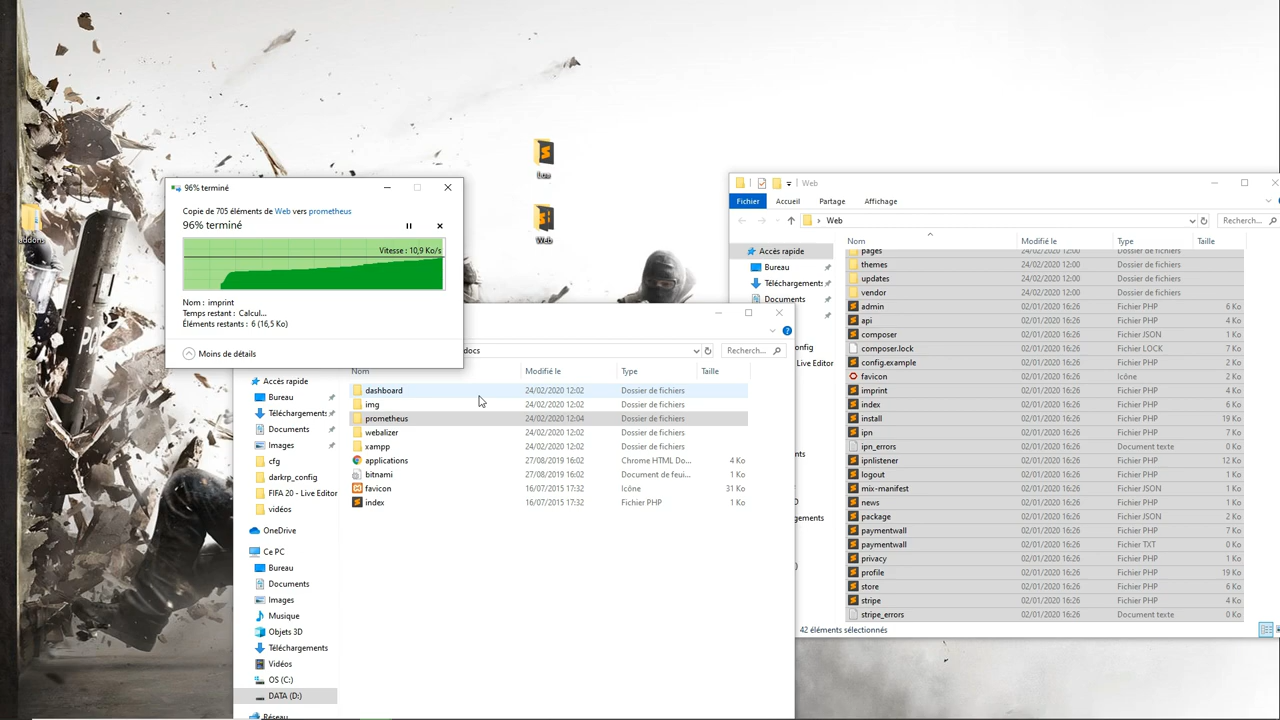 Lua
Web
addons
96% terminé
Copie de 705 éléments de Web vers prometheus
96% terminé
Vitesse : 10,9 Ko/s
Nom : imprint
Temps restant : Calcul...
Éléments restants : 6 (16,5 Ko)
Moins de détails
docs
Recherch...
Nom Modifié le Type Taille
dashboard 24/02/2020 12:02 Dossier de fichiers
img 24/02/2020 12:02 Dossier de fichiers
prometheus 24/02/2020 12:04 Dossier de fichiers
webalizer 24/02/2020 12:02 Dossier de fichiers
xampp 24/02/2020 12:02 Dossier de fichiers
applications 27/08/2019 16:02 Chrome HTML Do... 4 Ko
bitnami 27/08/2019 16:02 Document de feui... 1 Ko
favicon 16/07/2015 17:32 Icône 31 Ko
index 16/07/2015 17:32 Fichier PHP 1 Ko
Accès rapide
Bureau
Téléchargements
Documents
Images
cfg
darkrp_config
FIFA 20 - Live Editor
vidéos
OneDrive
Ce PC
Bureau
Documents
Images
Musique
Objets 3D
Téléchargements
Vidéos
OS (C:)
DATA (D:)
Réseau
Web
Fichier Accueil Partage Affichage
Web
Recherch...
Accès rapide
Bureau
Téléchargements
Documents
nfig
Live Editor
nts
gements
Nom Modifié le Type Taille
pages 24/02/2020 12:00 Dossier de fichiers
themes 24/02/2020 12:00 Dossier de fichiers
updates 24/02/2020 12:00 Dossier de fichiers
vendor 24/02/2020 12:00 Dossier de fichiers
admin 02/01/2020 16:26 Fichier PHP 6 Ko
api 02/01/2020 16:26 Fichier PHP 4 Ko
composer 02/01/2020 16:26 Fichier JSON 1 Ko
composer.lock 02/01/2020 16:26 Fichier LOCK 7 Ko
config.example 02/01/2020 16:26 Fichier PHP 2 Ko
favicon 02/01/2020 16:26 Icône 2 Ko
imprint 02/01/2020 16:26 Fichier PHP 4 Ko
index 02/01/2020 16:26 Fichier PHP 6 Ko
install 02/01/2020 16:26 Fichier PHP 19 Ko
ipn 02/01/2020 16:26 Fichier PHP 4 Ko
ipn_errors 02/01/2020 16:26 Document texte 0 Ko
ipnlistener 02/01/2020 16:26 Fichier PHP 12 Ko
logout 02/01/2020 16:26 Fichier PHP 1 Ko
mix-manifest 02/01/2020 16:26 Fichier JSON 1 Ko
news 02/01/2020 16:26 Fichier PHP 1 Ko
package 02/01/2020 16:26 Fichier JSON 2 Ko
paymentwall 02/01/2020 16:26 Fichier PHP 7 Ko
paymentwall 02/01/2020 16:26 Fichier TXT 0 Ko
privacy 02/01/2020 16:26 Fichier PHP 1 Ko
profile 02/01/2020 16:26 Fichier PHP 19 Ko
store 02/01/2020 16:26 Fichier PHP 1 Ko
stripe 02/01/2020 16:26 Fichier PHP 4 Ko
stripe_errors 02/01/2020 16:26 Document texte 0 Ko
42 éléments sélectionnés